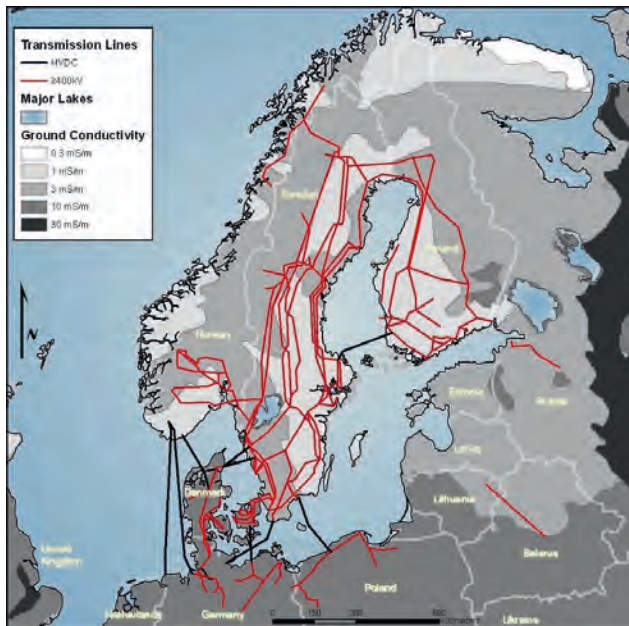 Transmission Lines
HVDC
≥400kV
Major Lakes
Ground Conductivity
0.3 mS/m
1 mS/m
3 mS/m
10 mS/m
30 mS/m
Sweden
Finland
Norway
N
Estonia
Russia
Latvia
Denmark
Lithuania
United
Kingdom
Belarus
Netherlands
Germany
Poland
Ukraine
0
150
300
600